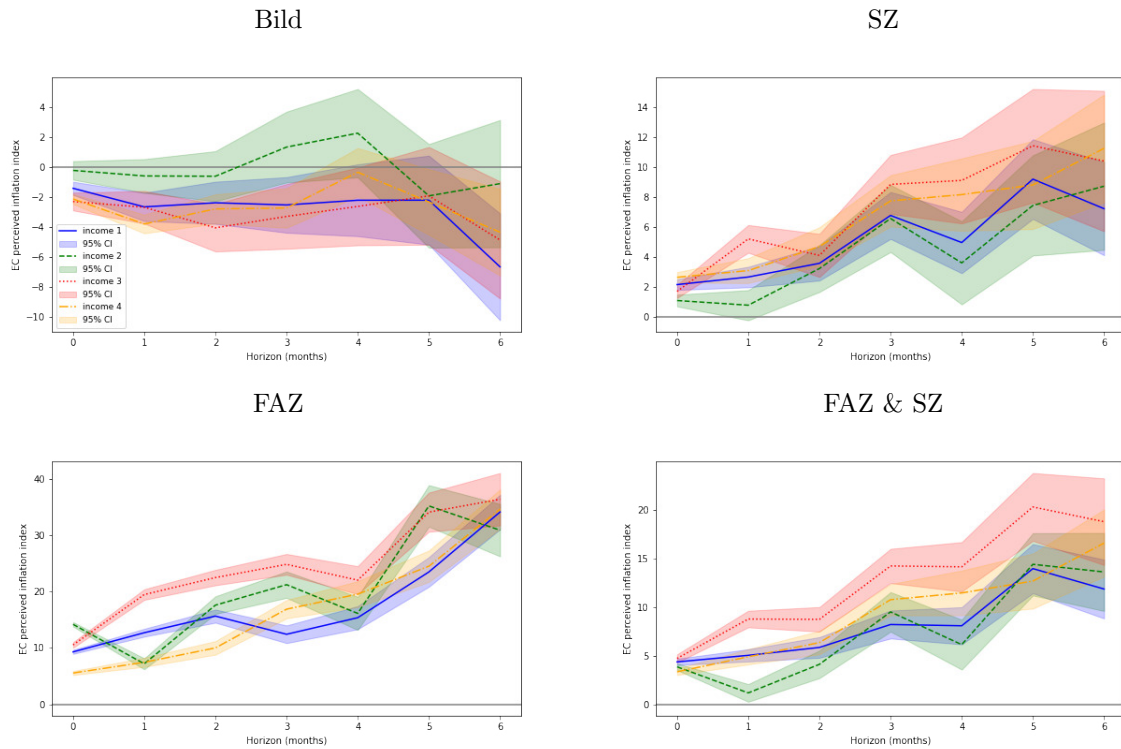 Bild
EC perceived inflation index
4
2
0
−2
−4
−6
−8
−10
income 1
95% CI
income 2
95% CI
income 3
95% CI
income 4
95% CI
0 1 2 3 4 5 6
Horizon (months)
SZ
EC perceived inflation index
14
12
10
8
6
4
2
0
0 1 2 3 4 5 6
Horizon (months)
FAZ
EC perceived inflation index
40
30
20
10
0
0 1 2 3 4 5 6
Horizon (months)
FAZ & SZ
EC perceived inflation index
20
15
10
5
0
0 1 2 3 4 5 6
Horizon (months)